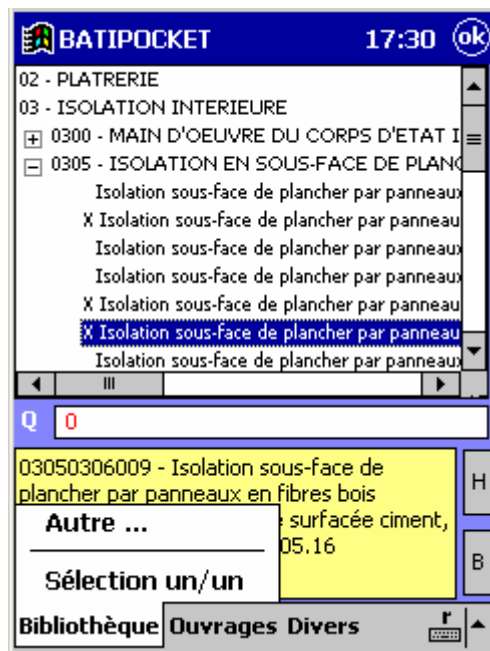 BATIPOCKET 17:30 ok
02 - PLATRERIE
03 - ISOLATION INTERIEURE
0300 - MAIN D'OEUVRE DU CORPS D'ETAT I
0305 - ISOLATION EN SOUS-FACE DE PLANC
Isolation sous-face de plancher par panneaux
X Isolation sous-face de plancher par panneau
Isolation sous-face de plancher par panneaux
Isolation sous-face de plancher par panneaux
X Isolation sous-face de plancher par panneau
X Isolation sous-face de plancher par panneau
Isolation sous-face de plancher par panneaux
Q 0
03050306009 - Isolation sous-face de
plancher par panneaux en fibres bois
surfacée ciment,
05.16
H
B
Autre ...
Sélection un/un
Bibliothèque Ouvrages Divers r